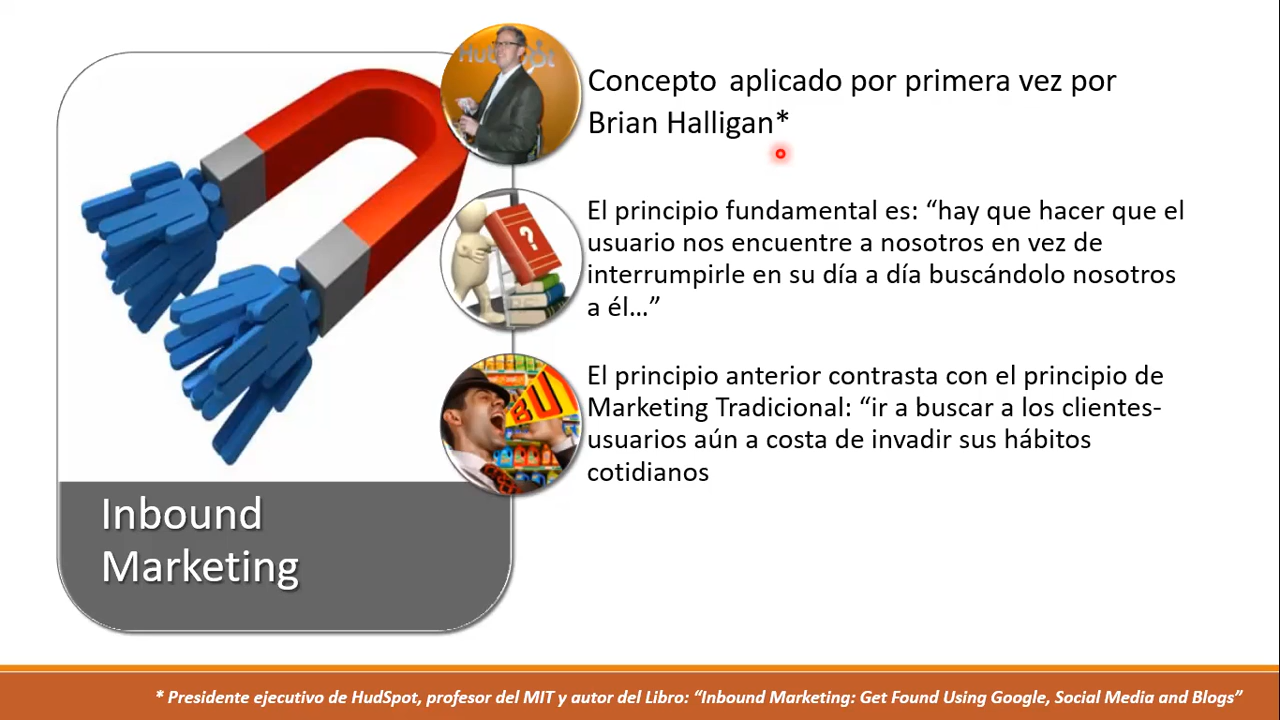 HubSpot
Concepto aplicado por primera vez por
Brian Halligan*
?
El principio fundamental es: “hay que hacer que el
usuario nos encuentre a nosotros en vez de
interrumpirle en su día a día buscándolo nosotros
a él...”
BU
El principio anterior contrasta con el principio de
Marketing Tradicional: “ir a buscar a los clientes-
usuarios aún a costa de invadir sus hábitos
cotidianos
Inbound
Marketing
* Presidente ejecutivo de HudSpot, profesor del MIT y autor del Libro: “Inbound Marketing: Get Found Using Google, Social Media and Blogs”